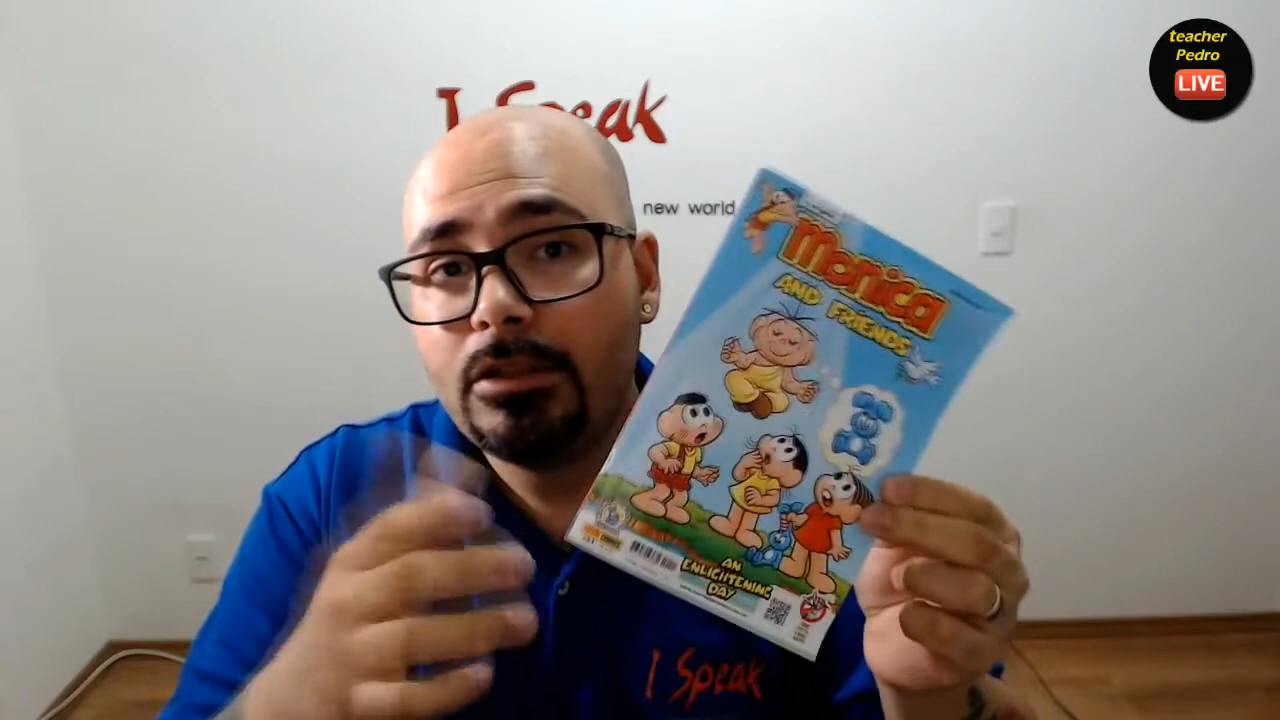 teacher
Pedro
LIVE
I Speak
new world
Monica
AND FRIENDS
AN
ENLIGHTENING
DAY
I Speak